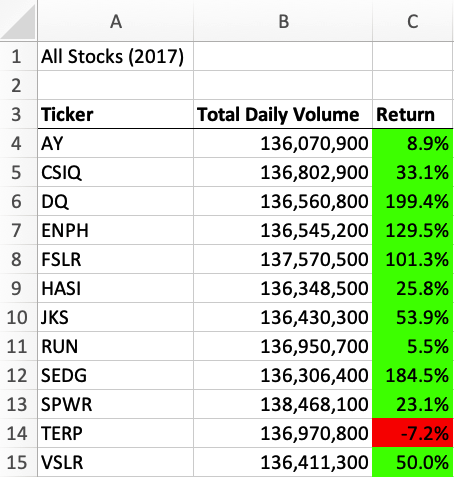 A B C
1 All Stocks (2017)
2
3 Ticker Total Daily Volume Return
4 AY 136,070,900 8.9%
5 CSIQ 136,802,900 33.1%
6 DQ 136,560,800 199.4%
7 ENPH 136,545,200 129.5%
8 FSLR 137,570,500 101.3%
9 HASI 136,348,500 25.8%
10 JKS 136,430,300 53.9%
11 RUN 136,950,700 5.5%
12 SEDG 136,306,400 184.5%
13 SPWR 138,468,100 23.1%
14 TERP 136,970,800 -7.2%
15 VSLR 136,411,300 50.0%